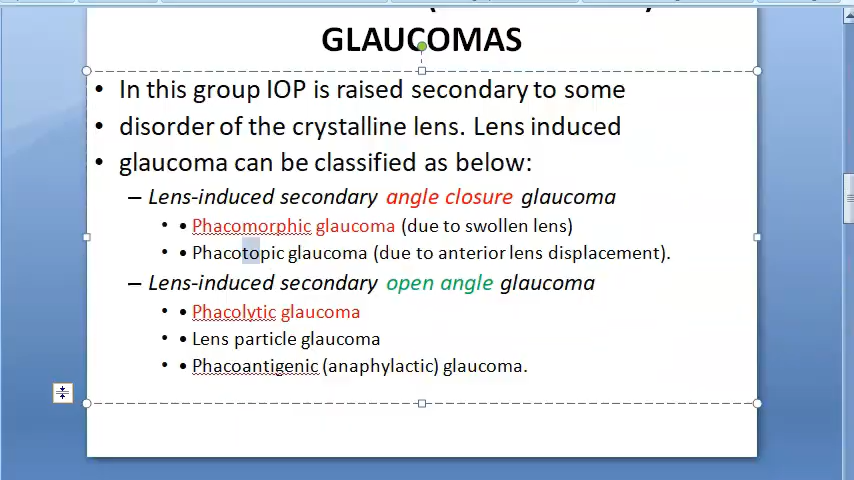 GLAUCOMAS
• In this group IOP is raised secondary to some
• disorder of the crystalline lens. Lens induced
• glaucoma can be classified as below:
– Lens-induced secondary angle closure glaucoma
• • Phacomorphic glaucoma (due to swollen lens)
• • Phacotopic glaucoma (due to anterior lens displacement).
– Lens-induced secondary open angle glaucoma
• • Phacolytic glaucoma
• • Lens particle glaucoma
• • Phacoantigenic (anaphylactic) glaucoma.